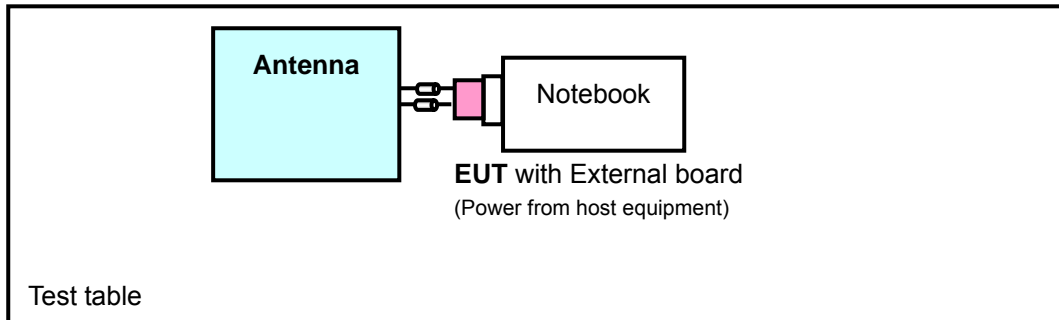 Antenna
Notebook
EUT with External board
(Power from host equipment)
Test table